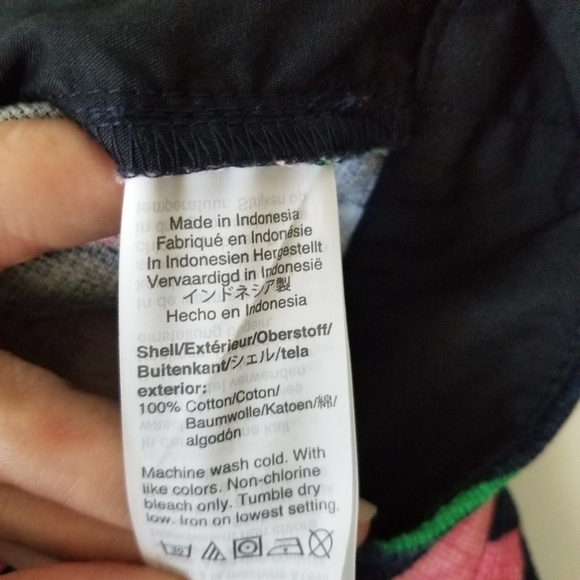 Made in Indonesia
Fabriqué en Indonésie
In Indonesien Hergestellt
Vervaardigd in Indonesië
インドネシア製
Hecho en Indonesia
Shell/Extérieur/Oberstoff/
Buitenkant/シェル/tela
exterior:
100% Cotton/Coton/
Baumwolle/Katoen/綿/
algodón
Machine wash cold. With
like colors. Non-chlorine
bleach only. Tumble dry
low. Iron on lowest setting.